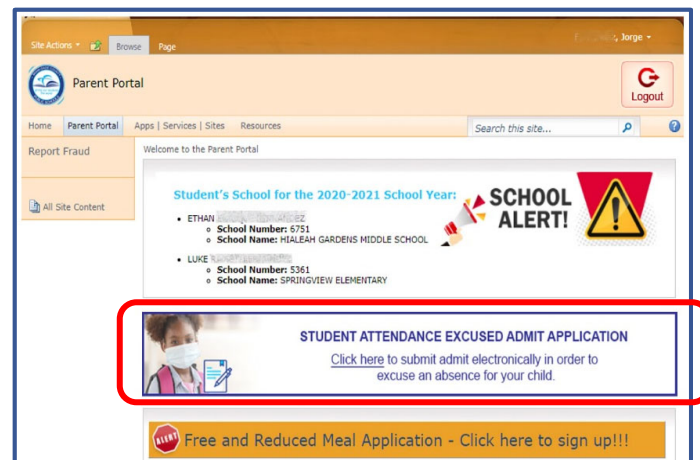 , Jorge
Site Actions Browse Page
Parent Portal
Logout
Home Parent Portal Apps | Services | Sites Resources Search this site...
Report Fraud
Welcome to the Parent Portal
All Site Content
Student's School for the 2020-2021 School Year:
SCHOOL
ALERT!
ETHAN
School Number: 6751
School Name: HIALEAH GARDENS MIDDLE SCHOOL
LUKE
School Number: 5361
School Name: SPRINGVIEW ELEMENTARY
STUDENT ATTENDANCE EXCUSED ADMIT APPLICATION
Click here to submit admit electronically in order to
excuse an absence for your child.
ALERT Free and Reduced Meal Application - Click here to sign up!!!